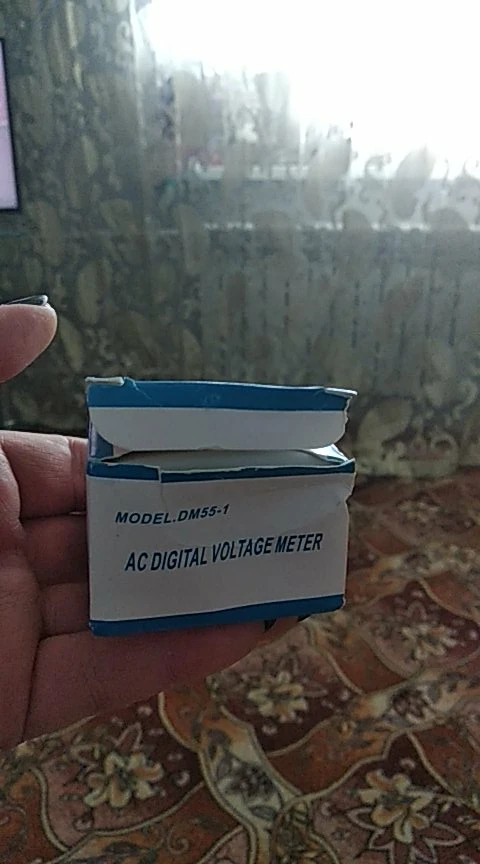 MODEL.DM55-1
AC DIGITAL VOLTAGE METER